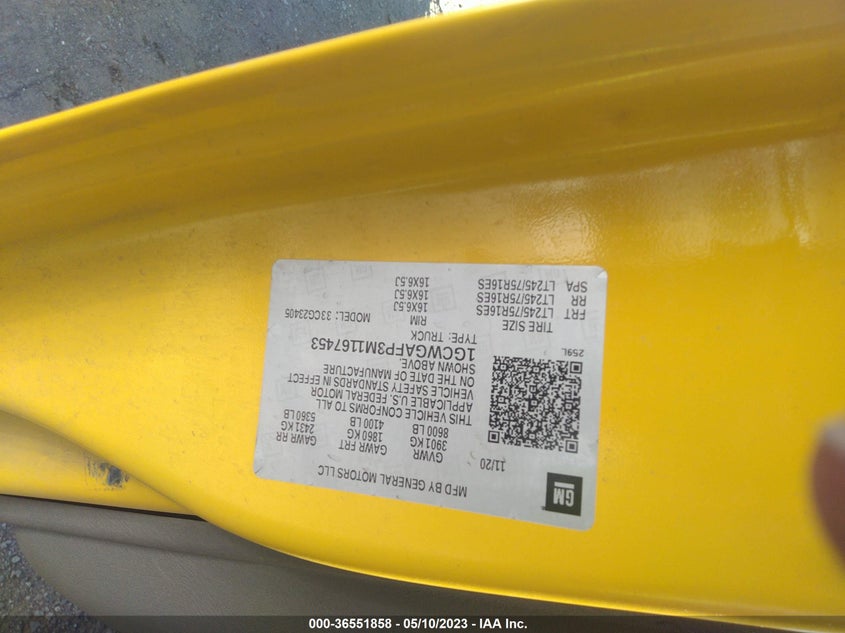 MFD BY GENERAL MOTORS LLC
GM
11/20
GVWR GAWR FRT GAWR RR
3901 KG 1860 KG 2431 KG
8600 LB 4100 LB 5360 LB
THIS VEHICLE CONFORMS TO ALL
APPLICABLE U.S. FEDERAL MOTOR
VEHICLE SAFETY STANDARDS IN EFFECT
ON THE DATE OF MANUFACTURE
SHOWN ABOVE.
1GCWGAFP3M1167453
TYPE: TRUCK MODEL: 33CG23405
259L
TIRE SIZE RIM
FRT LT245/75R16ES 16X6.5J
RR LT245/75R16ES 16X6.5J
SPA LT245/75R16ES 16X6.5J
000-36551858 - 05/10/2023 - IAA Inc.